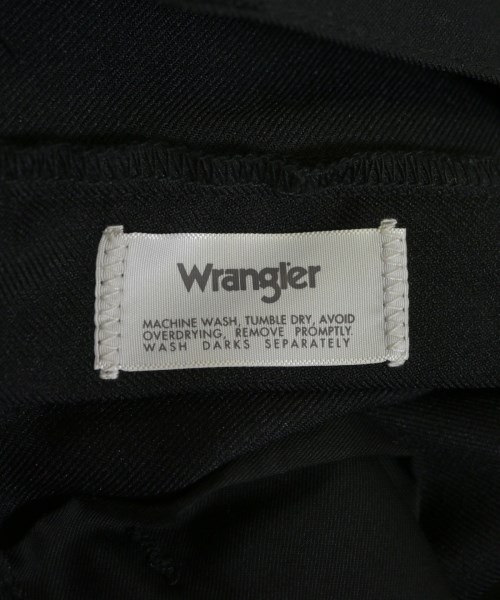 Wrangler
MACHINE WASH, TUMBLE DRY, AVOID
OVERDRYING, REMOVE PROMPTLY.
WASH DARKS SEPARATELY